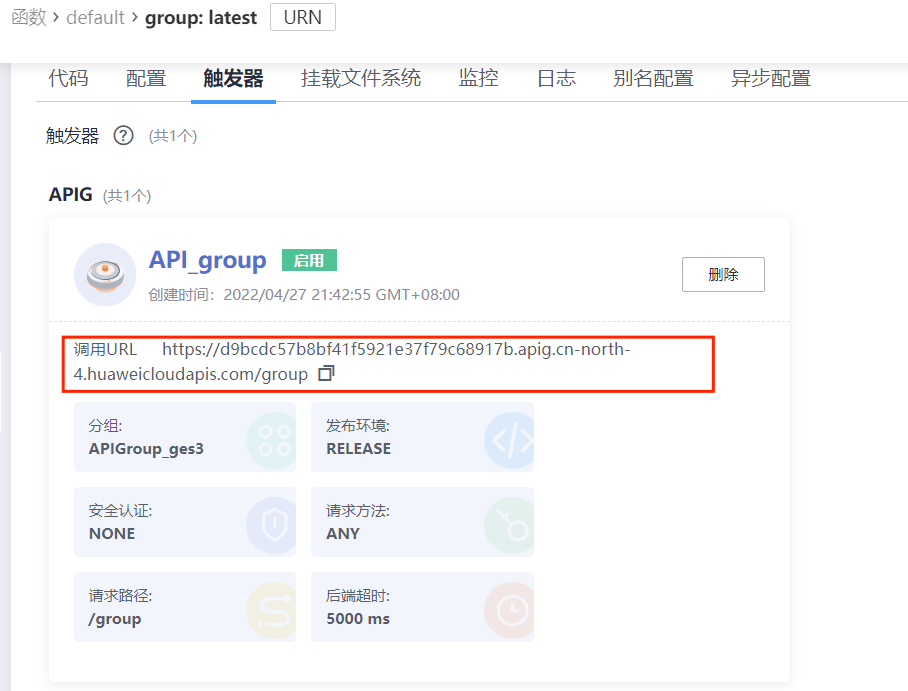 函数 > default > group: latest URN
代码 配置 触发器 挂载文件系统 监控 日志 别名配置 异步配置
触发器 ? (共1个)
APIG (共1个)
API_group 启用
创建时间: 2022/04/27 21:42:55 GMT+08:00
删除
调用URL https://d9bcdc57b8bf41f5921e37f79c68917b.apig.cn-north-
4.huaweicloudapis.com/group
分组: 发布环境:
APIGroup_ges3 RELEASE
安全认证: 请求方法:
NONE ANY
请求路径: 后端超时:
/group 5000 ms